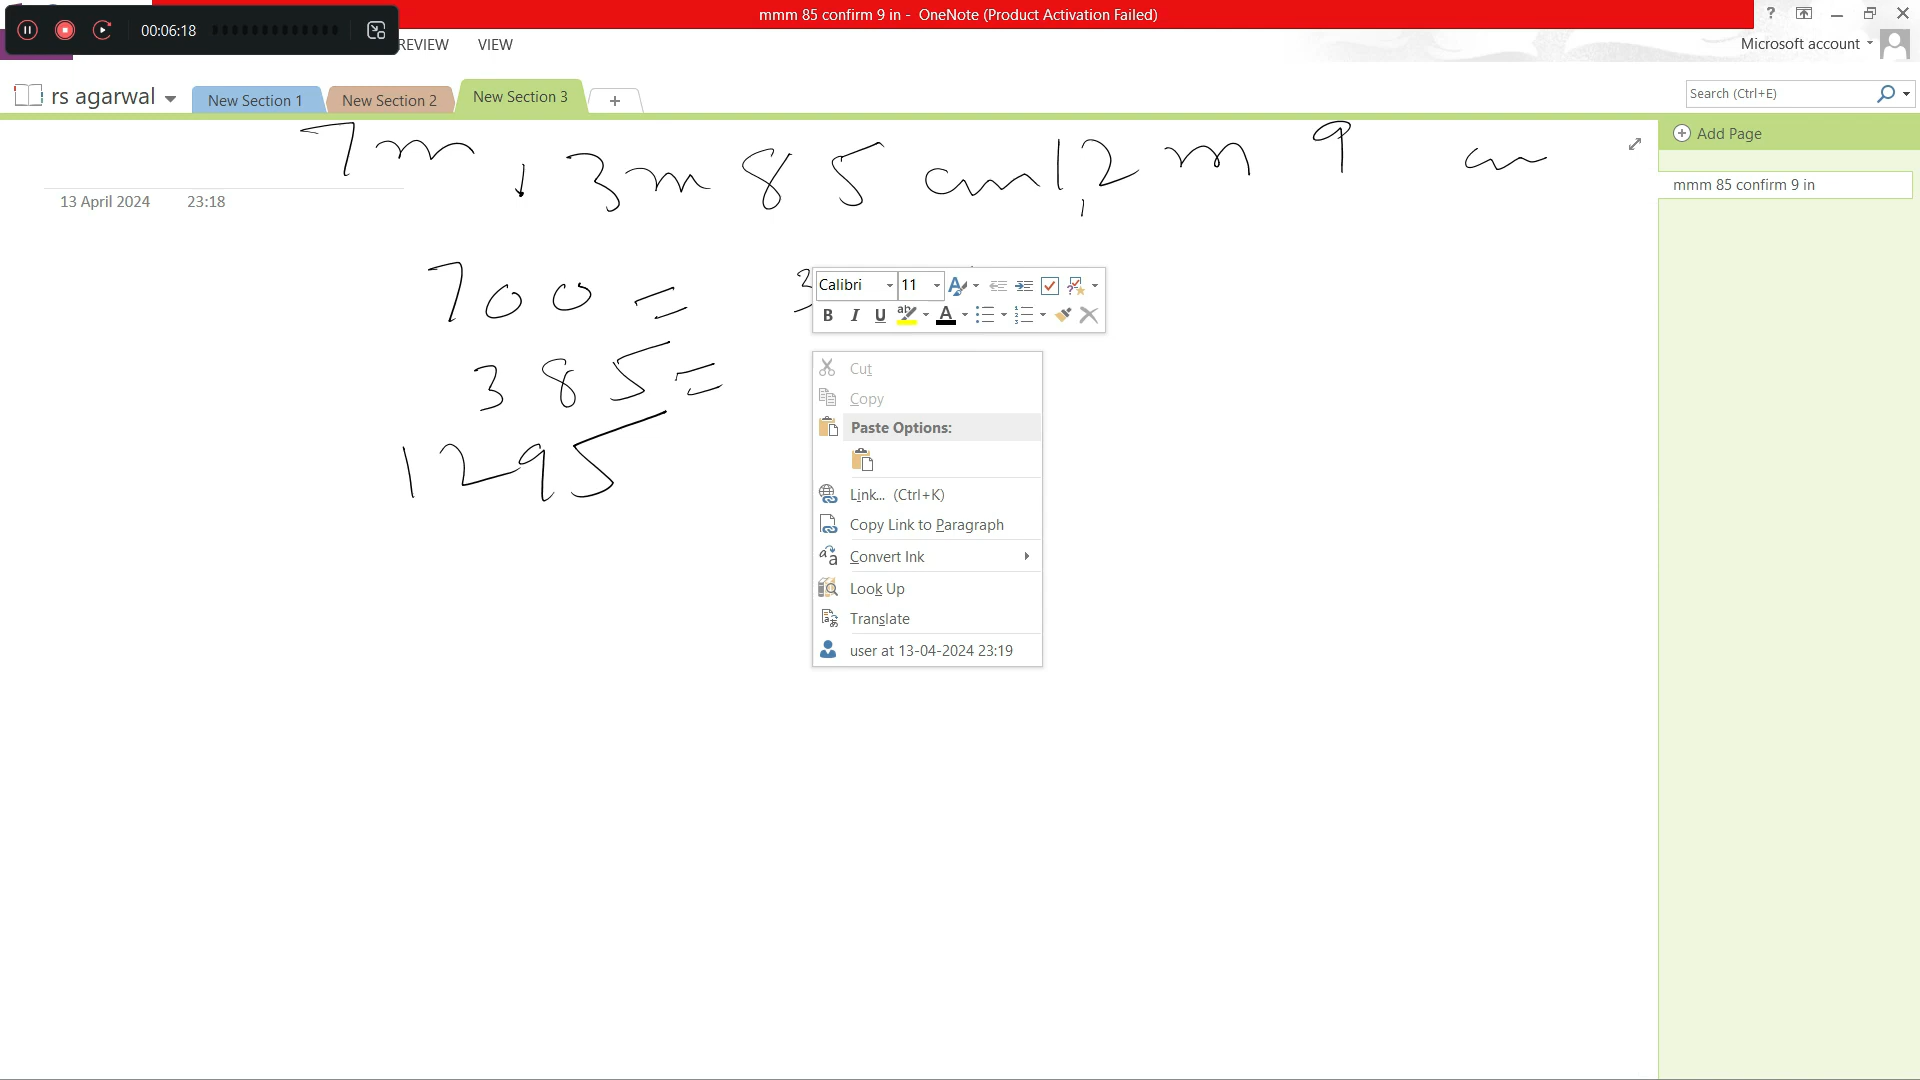 mmm 85 confirm 9 in - OneNote (Product Activation Failed)
00:06:18
REVIEW VIEW
Microsoft account
rs agarwal
New Section 1
New Section 2
New Section 3
+
Search (Ctrl+E)
Add Page
mmm 85 confirm 9 in
7m, 3m 85 cm 12 m 9
13 April 2024 23:18
700 =
3
385 =
1295
Calibri 11
B I U
Cut
Copy
Paste Options:
Link... (Ctrl+K)
Copy Link to Paragraph
Convert Ink
Look Up
Translate
user at 13-04-2024 23:19